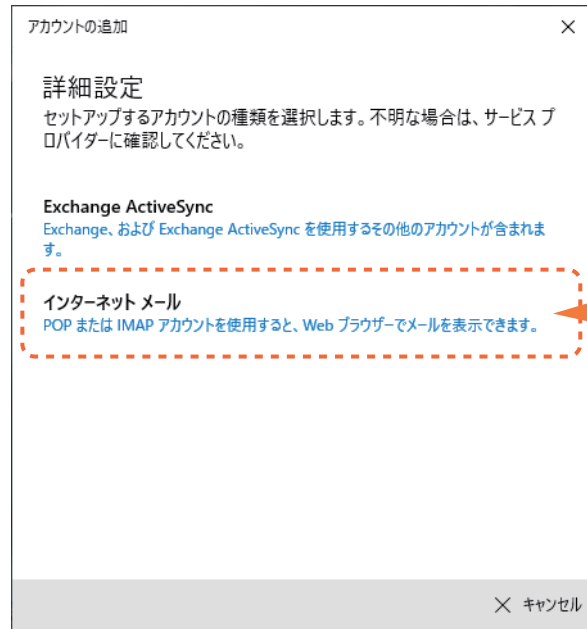 アカウントの追加
詳細設定
セットアップするアカウントの種類を選択します。不明な場合は、サービス プ
ロバイダーに確認してください。
Exchange ActiveSync
Exchange、および Exchange ActiveSync を使用するその他のアカウントが含まれま
す。
インターネット メール
POP または IMAP アカウントを使用すると、Web ブラウザーでメールを表示できます。
キャンセル